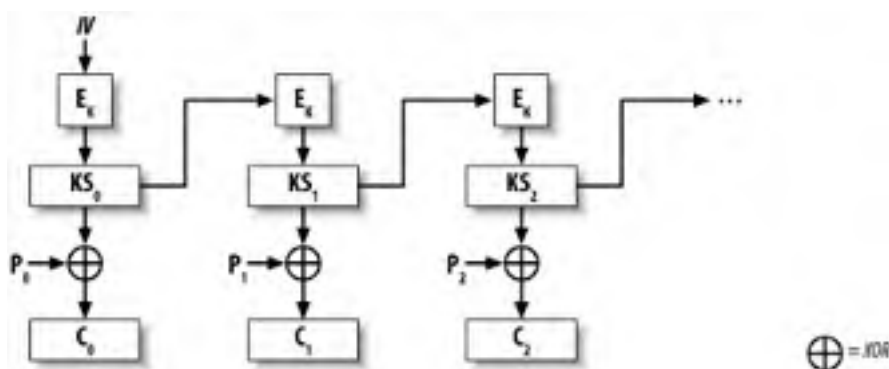 IV
E_K E_K E_K ...
KS_0 KS_1 KS_2
P_0 P_1 P_2
C_0 C_1 C_2
= XOR